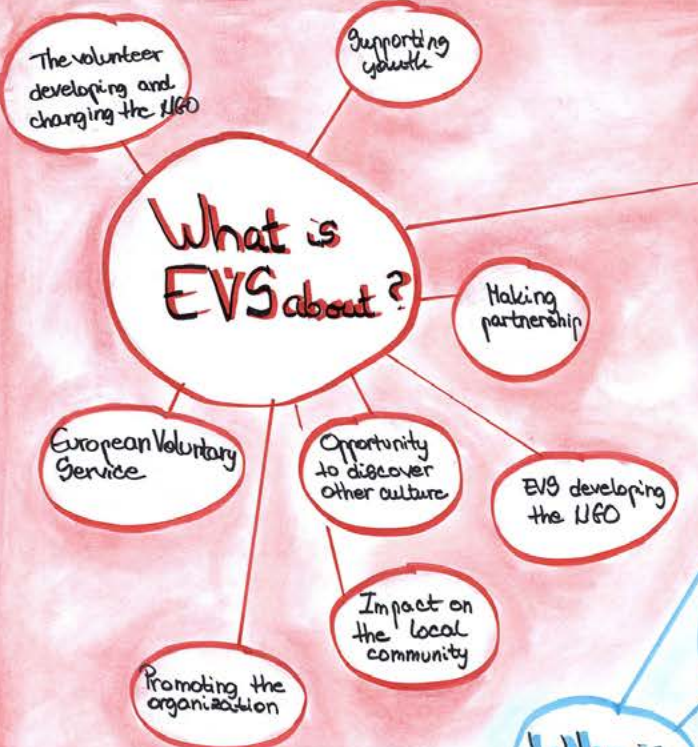 The volunteer
developing and
changing the NGO
Supporting
youth
What is
EVS about?
Making
partnership
European Voluntary
Service
Opportunity
to discover
other culture
EVS developing
the NGO
Impact on
the local
community
Promoting the
organization